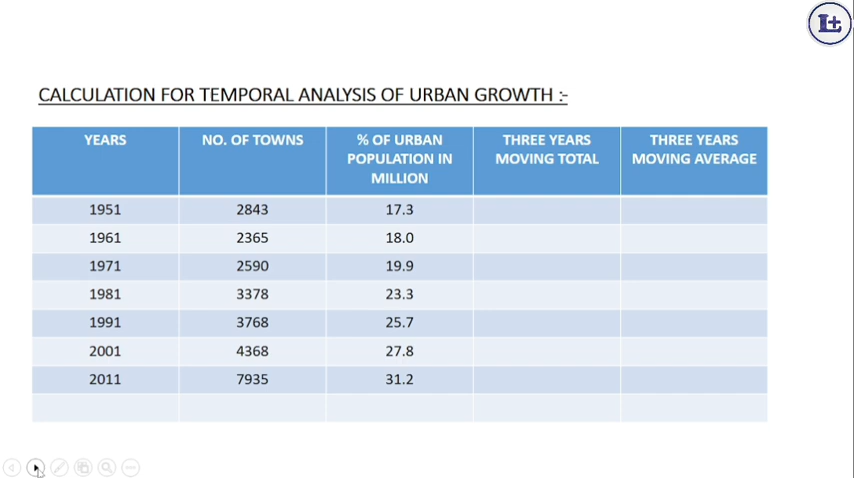 Lt
CALCULATION FOR TEMPORAL ANALYSIS OF URBAN GROWTH :-
YEARS NO. OF TOWNS % OF URBAN POPULATION IN MILLION THREE YEARS MOVING TOTAL THREE YEARS MOVING AVERAGE
1951 2843 17.3
1961 2365 18.0
1971 2590 19.9
1981 3378 23.3
1991 3768 25.7
2001 4368 27.8
2011 7935 31.2